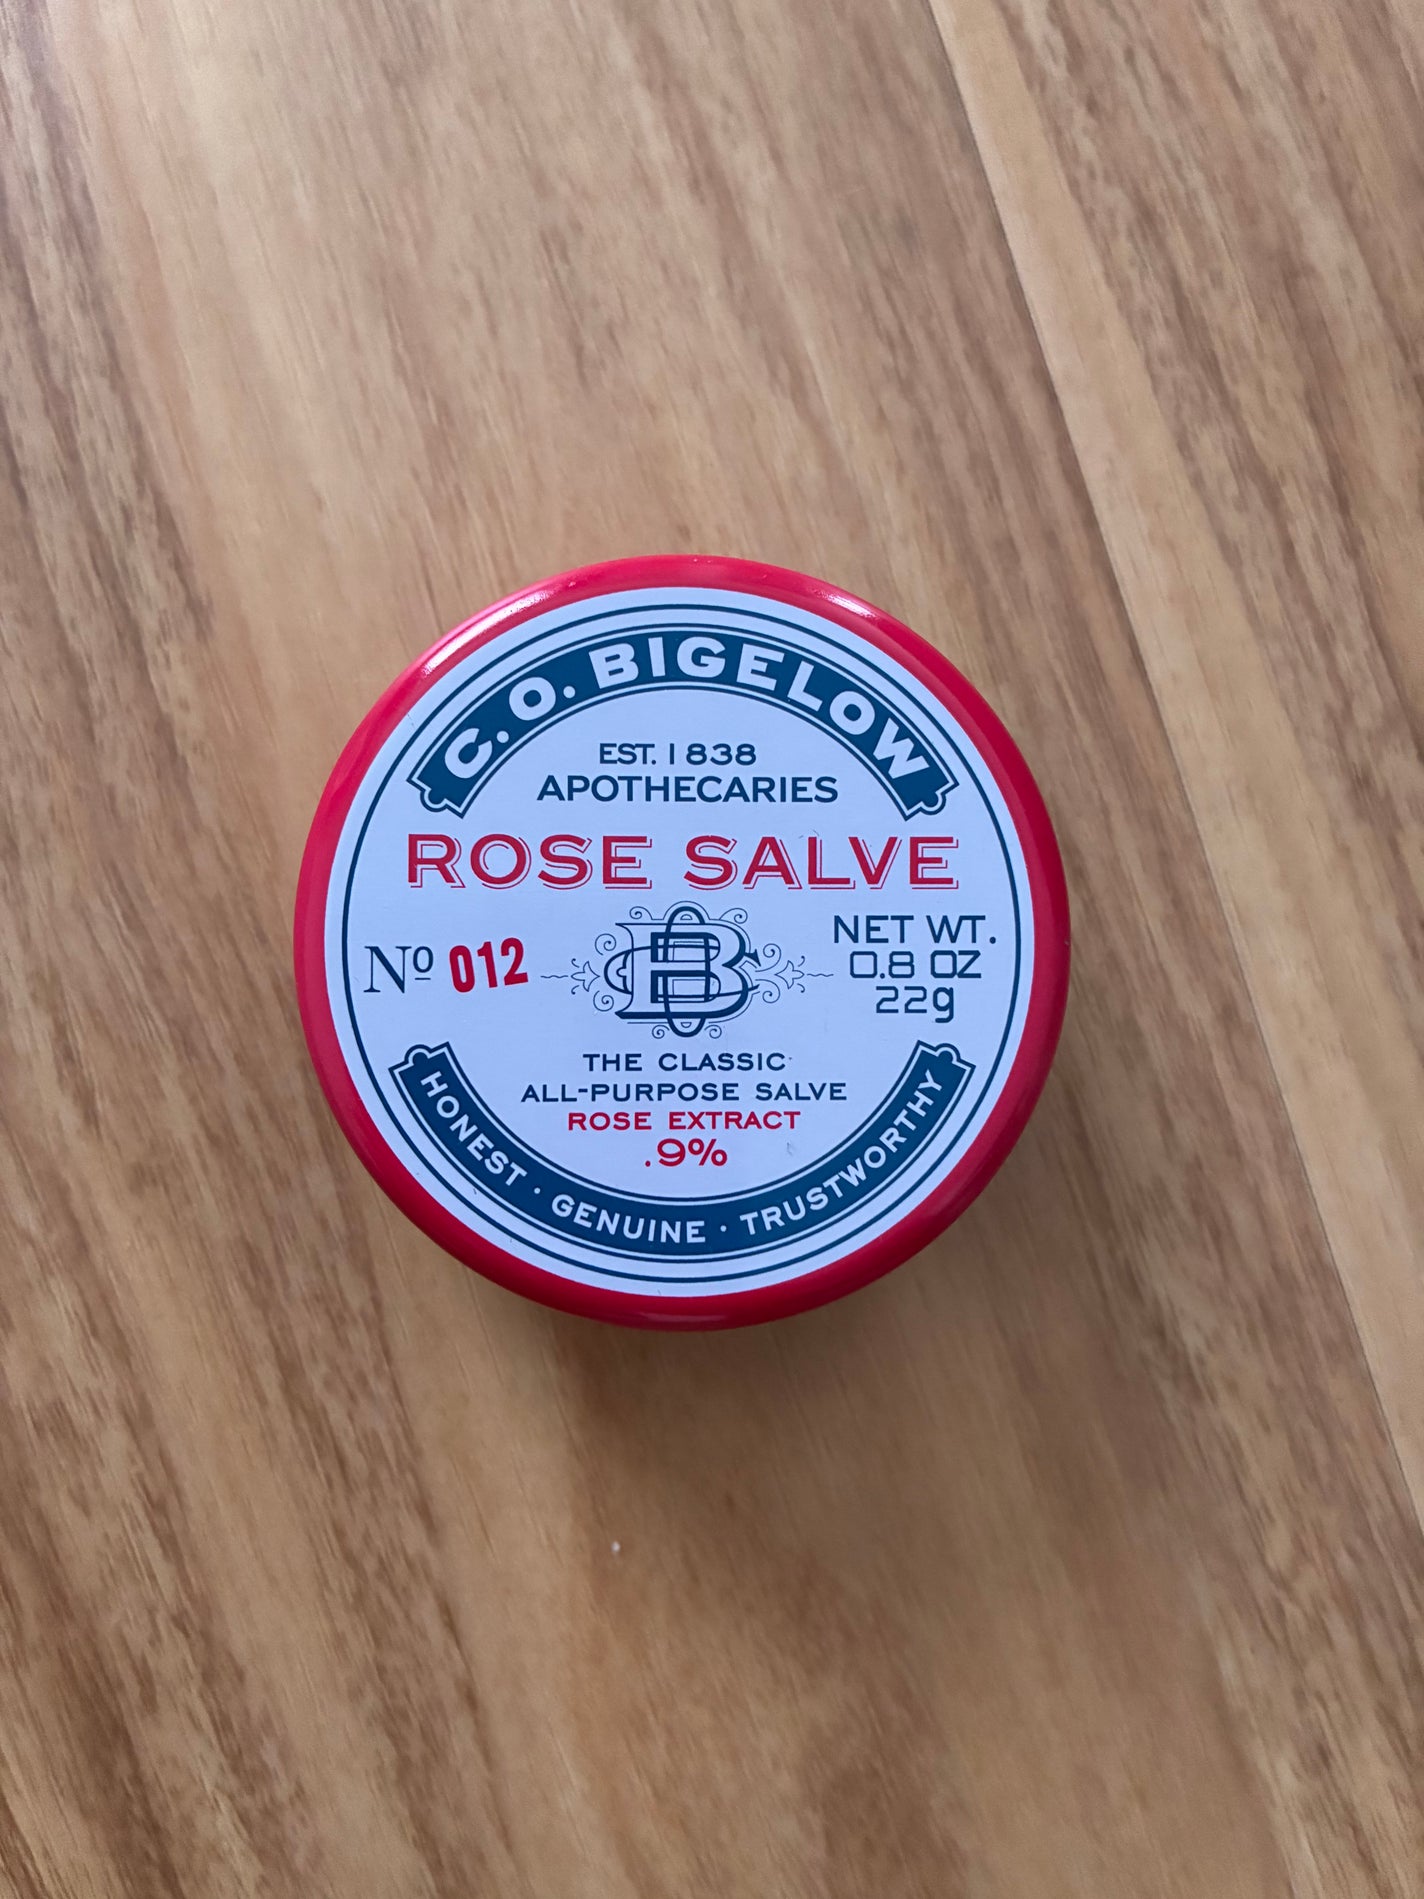 C.O. BIGELOW
EST. 1838
APOTHECARIES
ROSE SALVE
Nº 012
COB
NET WT.
0.8 OZ
22g
THE CLASSIC
ALL-PURPOSE SALVE
ROSE EXTRACT
.9%
HONEST · GENUINE · TRUSTWORTHY